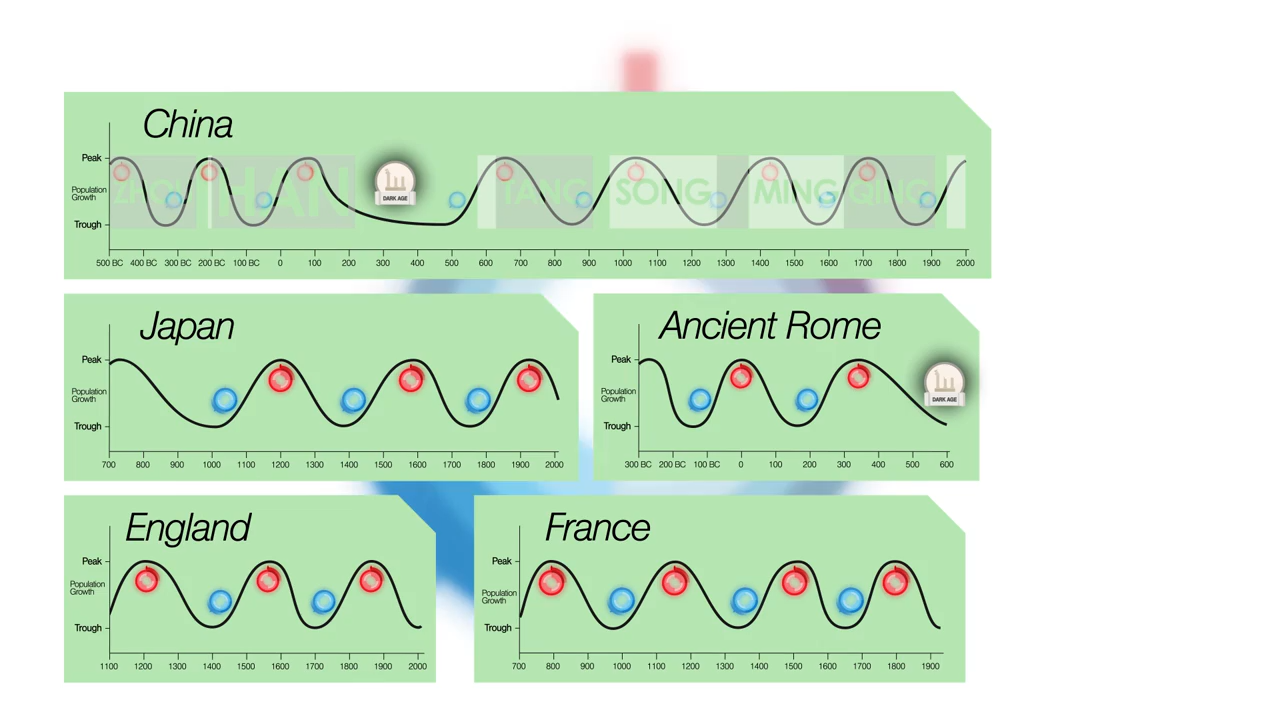 China
Peak
Population
Growth
Trough
ZHOU HAN TANG SONG MING QING
DARK AGE
500 BC 400 BC 300 BC 200 BC 100 BC 0 100 200 300 400 500 600 700 800 900 1000 1100 1200 1300 1400 1500 1600 1700 1800 1900 2000
Japan
Peak
Population
Growth
Trough
700 800 900 1000 1100 1200 1300 1400 1500 1600 1700 1800 1900 2000
Ancient Rome
Peak
Population
Growth
Trough
DARK AGE
300 BC 200 BC 100 BC 0 100 200 300 400 500 600
England
Peak
Population
Growth
Trough
1100 1200 1300 1400 1500 1600 1700 1800 1900 2000
France
Peak
Population
Growth
Trough
700 800 900 1000 1100 1200 1300 1400 1500 1600 1700 1800 1900